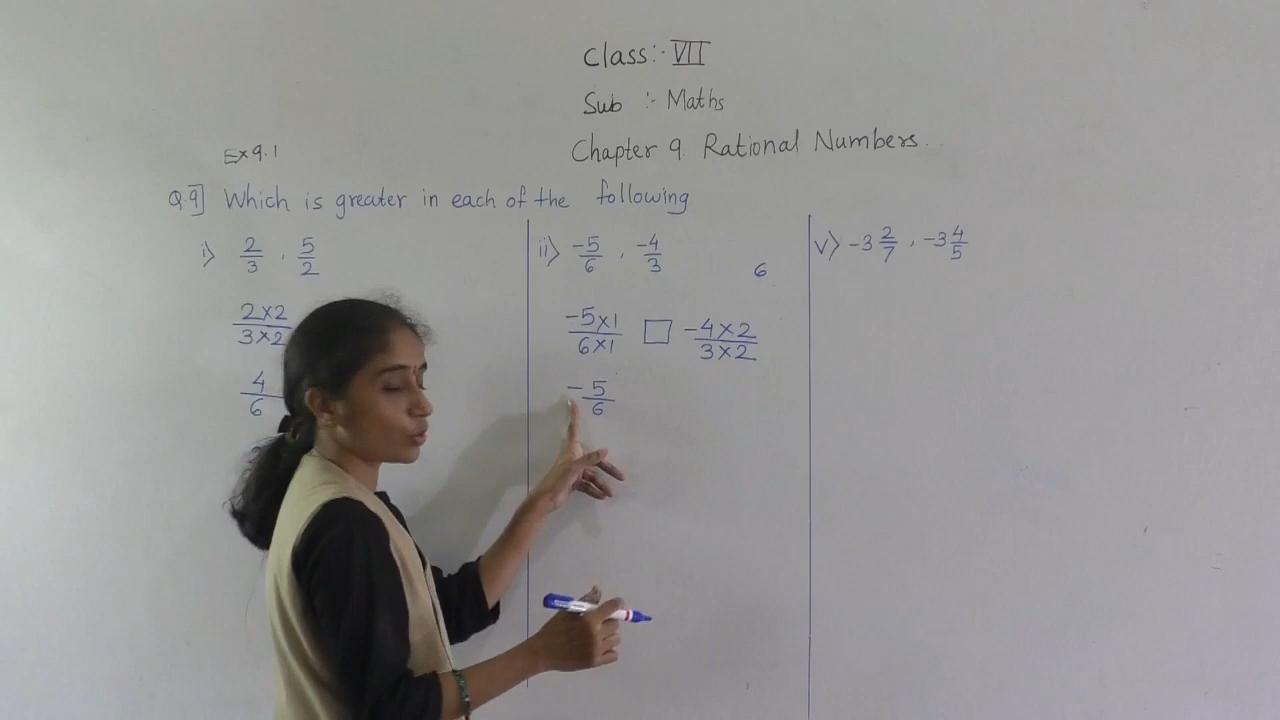 Class:- VII
Sub :- Maths
Chapter 9. Rational Numbers.
Ex 9.1
Q.9] Which is greater in each of the following
i) 2/3 , 5/2
2×2/3×2
4/6
ii) -5/6 , -4/3
6
-5×1/6×1 □ -4×2/3×2
-5/6
v) -3 2/7 , -3 4/5